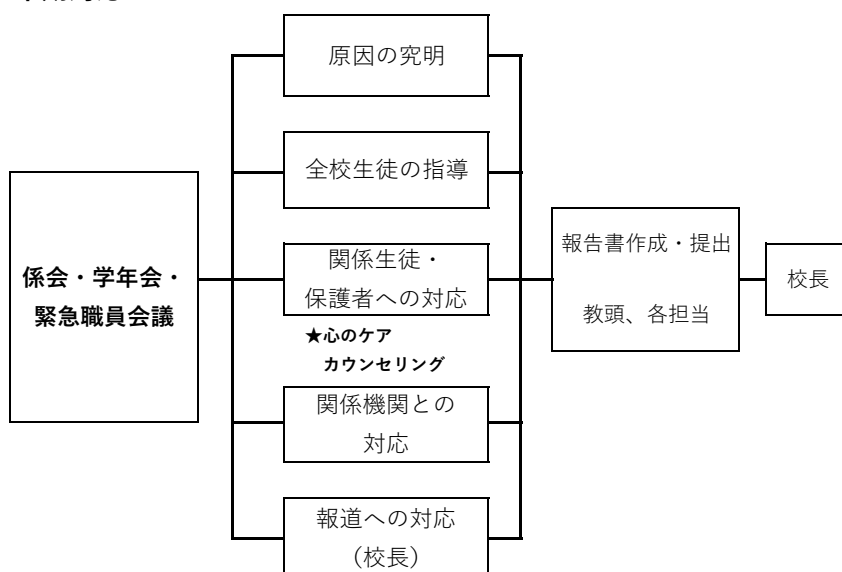 原因の究明
全校生徒の指導
係会・学年会・
緊急職員会議
関係生徒・
保護者への対応
★心のケア
カウンセリング
関係機関との
対応
報道への対応
（校長）
報告書作成・提出
教頭、各担当
校長